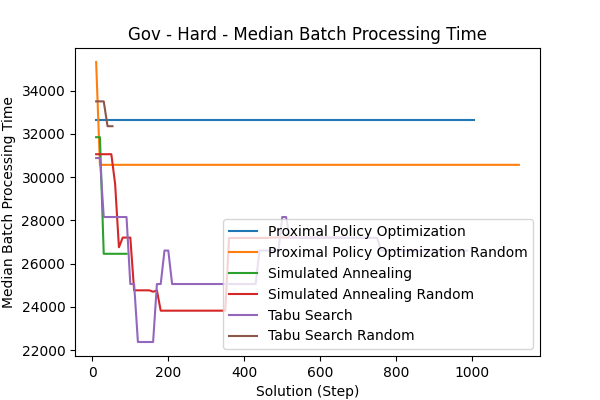 Gov - Hard - Median Batch Processing Time
Median Batch Processing Time
34000
32000
30000
28000
26000
24000
22000
Proximal Policy Optimization
Proximal Policy Optimization Random
Simulated Annealing
Simulated Annealing Random
Tabu Search
Tabu Search Random
0 200 400 600 800 1000
Solution (Step)